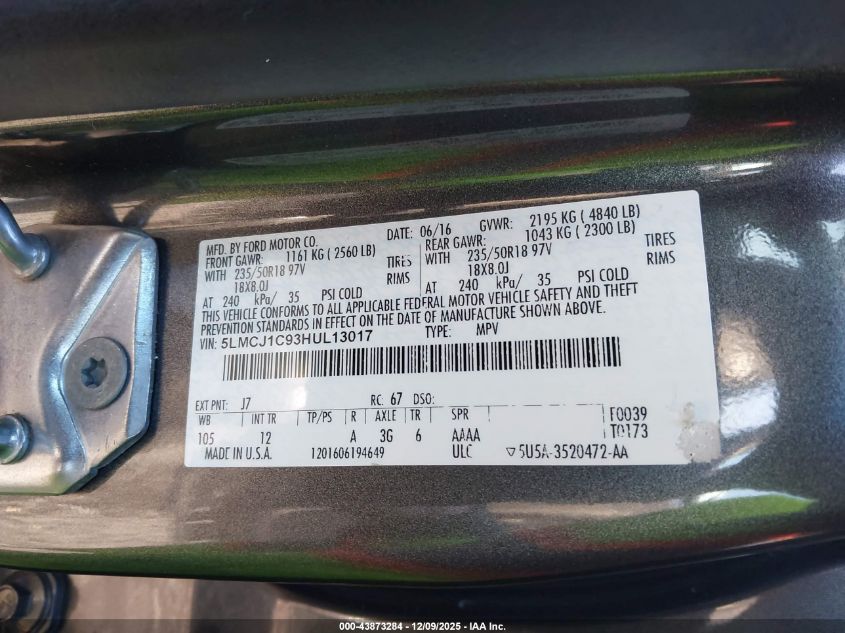 MFD. BY FORD MOTOR CO. DATE: 06/16 GVWR: 2195 KG ( 4840 LB)
FRONT GAWR: 1161 KG ( 2560 LB) REAR GAWR: 1043 KG ( 2300 LB)
WITH 235/50R18 97V TIRES WITH 235/50R18 97V TIRES
18X8.0J RIMS 18X8.0J RIMS
AT 240 kPa/ 35 PSI COLD AT 240 kPa/ 35 PSI COLD
THIS VEHICLE CONFORMS TO ALL APPLICABLE FEDERAL MOTOR VEHICLE SAFETY AND THEFT
PREVENTION STANDARDS IN EFFECT ON THE DATE OF MANUFACTURE SHOWN ABOVE.
VIN: 5LMCJ1C93HUL13017 TYPE: MPV
EXT PNT: J7 RC: 67 DSO:
WB INT TR TP/PS R AXLE TR SPR F0039
105 12 A 3G 6 AAAA T0173
MADE IN U.S.A. 1201606194649 ULC 5U5A-3520472-AA
000-43873284 - 12/09/2025 - IAA Inc.